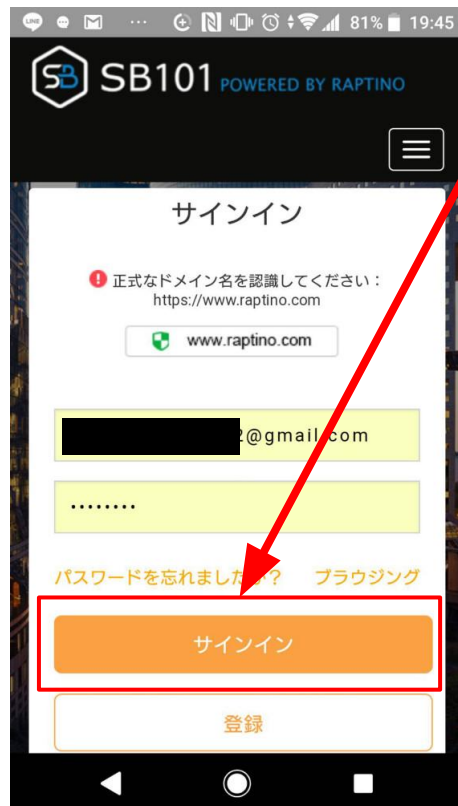 81% 19:45
SB SB101 POWERED BY RAPTINO
サインイン
正式なドメイン名を認識してください：
https://www.raptino.com
www.raptino.com
2@gmail.com
········
パスワードを忘れましたか？ ブラウジング
サインイン
登録